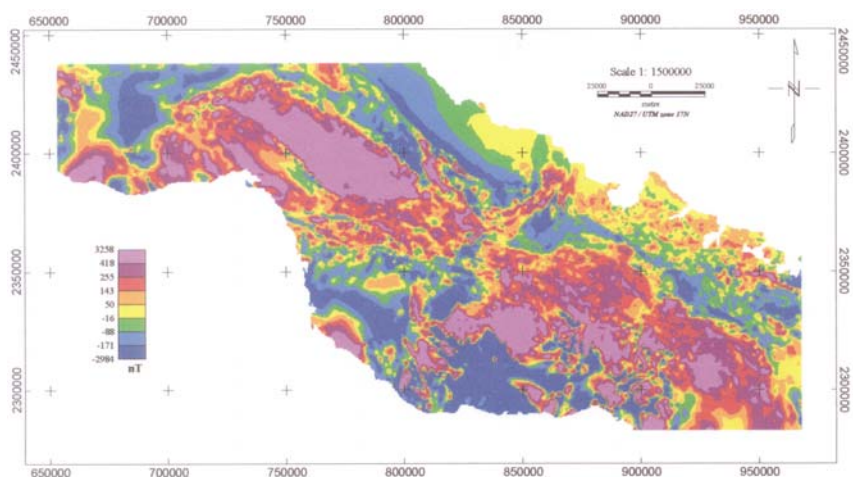 650000 700000 750000 800000 850000 900000 950000
2450000 2450000
Scale 1: 1500000
25000 0 25000
metre
NAD27 / UTM zone 37N
N
2400000 2400000
3258
418
255
143
50
-16
-88
-171
-2984
nT
2350000 2350000
2300000 2300000
650000 700000 750000 800000 850000 900000 950000